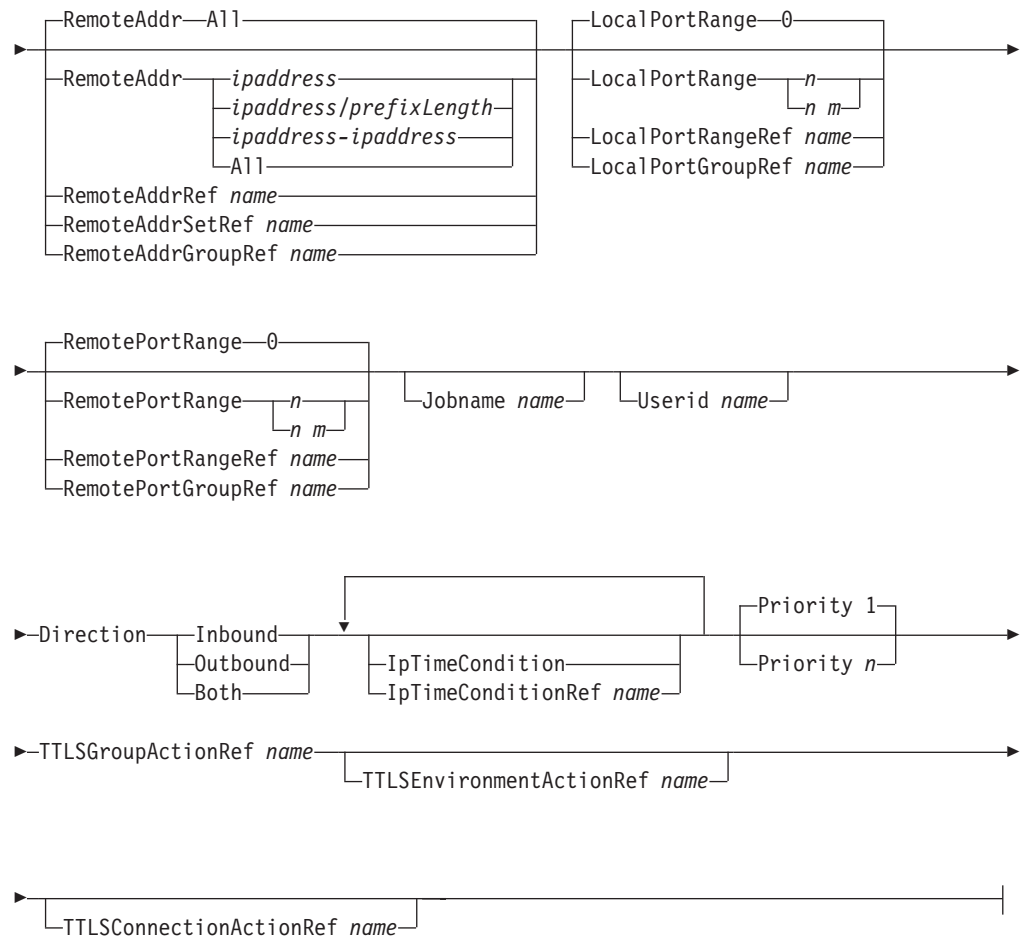 RemoteAddr All
RemoteAddr ipaddress
ipaddress/prefixLength
ipaddress-ipaddress
All
RemoteAddrRef name
RemoteAddrSetRef name
RemoteAddrGroupRef name
LocalPortRange 0
LocalPortRange n
n m
LocalPortRangeRef name
LocalPortGroupRef name
RemotePortRange 0
RemotePortRange n
n m
RemotePortRangeRef name
RemotePortGroupRef name
Jobname name
Userid name
Direction Inbound
Outbound
Both
IpTimeCondition
IpTimeConditionRef name
Priority 1
Priority n
TTLSGroupActionRef name
TTLSEnvironmentActionRef name
TTLSConnectionActionRef name